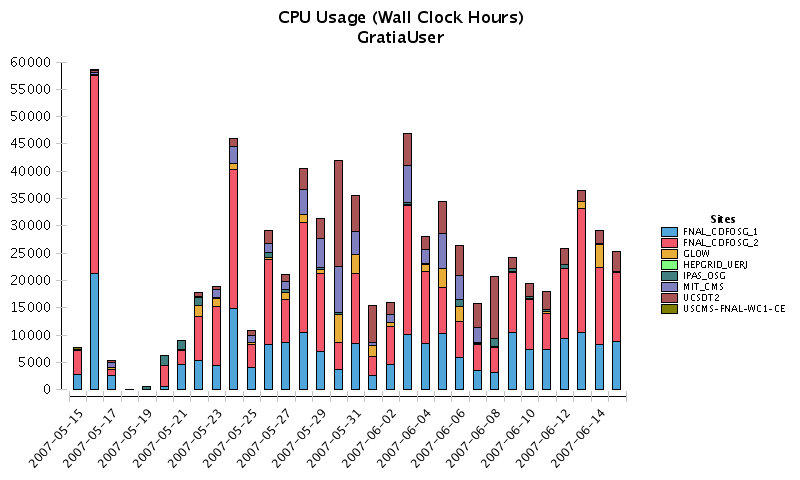 CPU Usage (Wall Clock Hours)
GratiaUser
60000
55000
50000
45000
40000
35000
30000
25000
20000
15000
10000
5000
0
2007-05-15
2007-05-17
2007-05-19
2007-05-21
2007-05-23
2007-05-25
2007-05-27
2007-05-29
2007-05-31
2007-06-02
2007-06-04
2007-06-06
2007-06-08
2007-06-10
2007-06-12
2007-06-14
Sites
FNAL_CDFOSG_1
FNAL_CDFOSG_2
GLOW
HEPGRID_UERJ
IPAS_OSG
MIT_CMS
UCSDT2
USCMS-FNAL-WC1-CE